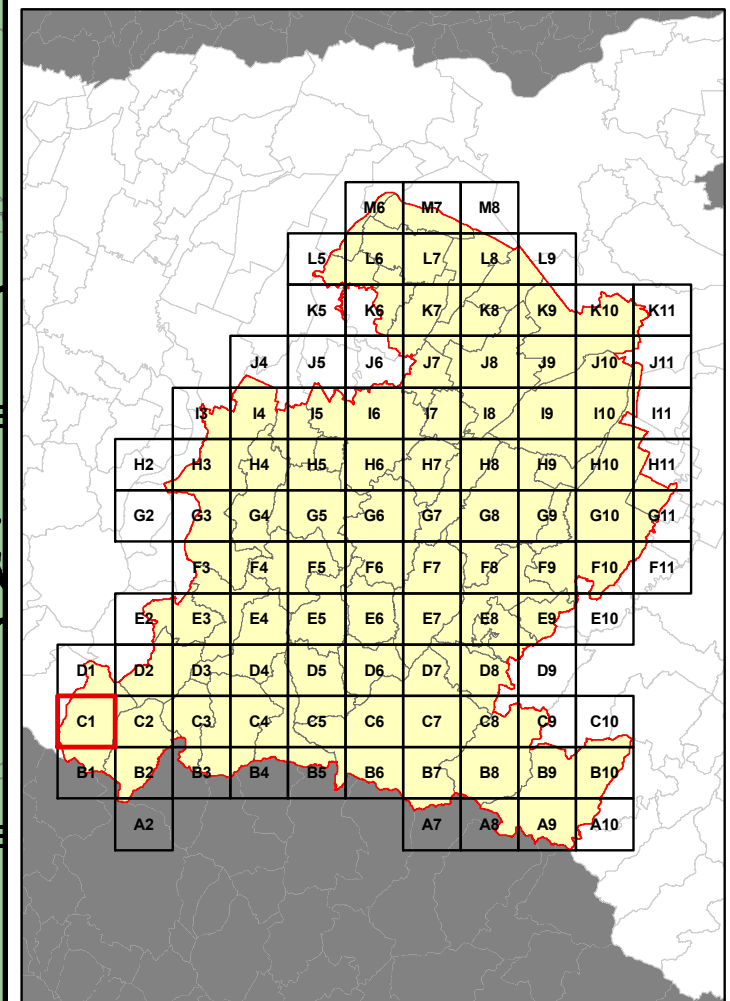 M6 M7 M8
L5 L6 L7 L8 L9
K5 K6 K7 K8 K9 K10 K11
J4 J5 J6 J7 J8 J9 J10 J11
I3 I4 I5 I6 I7 I8 I9 I10 I11
H2 H3 H4 H5 H6 H7 H8 H9 H10 H11
G2 G3 G4 G5 G6 G7 G8 G9 G10 G11
F3 F4 F5 F6 F7 F8 F9 F10 F11
E2 E3 E4 E5 E6 E7 E8 E9 E10
D1 D2 D3 D4 D5 D6 D7 D8 D9
C1 C2 C3 C4 C5 C6 C7 C8 C9 C10
B1 B2 B3 B4 B5 B6 B7 B8 B9 B10
A2 A7 A8 A9 A10